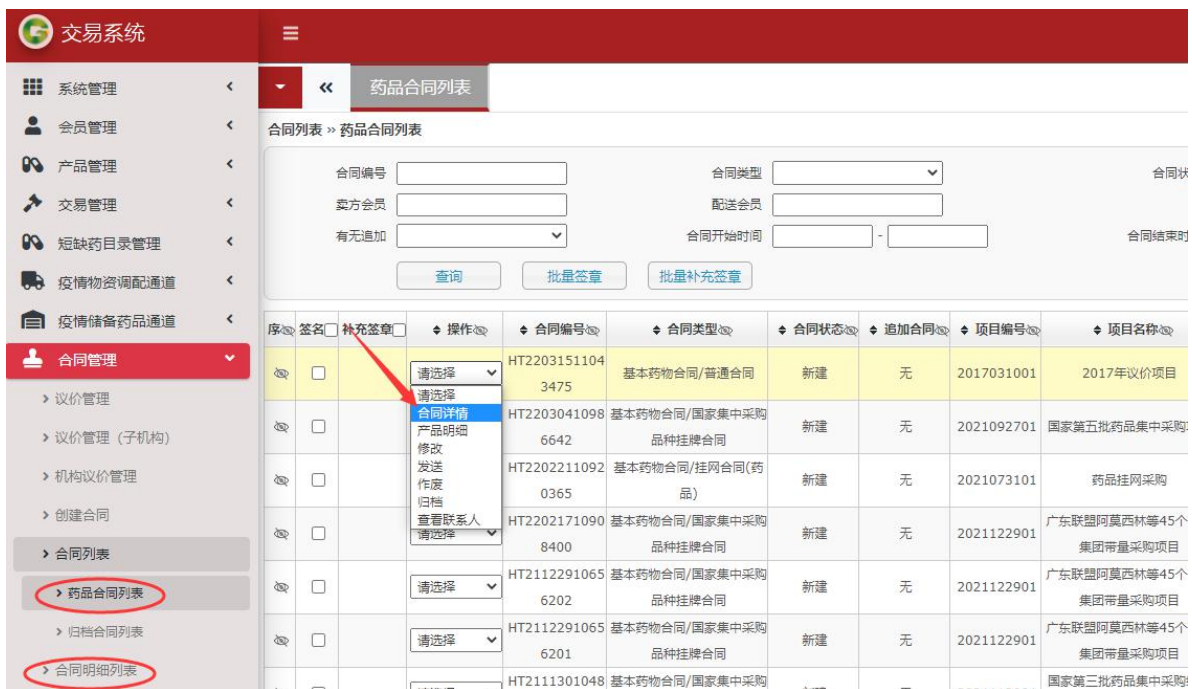 交易系统
系统管理
会员管理
产品管理
交易管理
短缺药目录管理
疫情物资调配通道
疫情储备药品通道
合同管理
议价管理
议价管理（子机构）
机构议价管理
创建合同
合同列表
药品合同列表
归档合同列表
合同明细列表
药品合同列表
合同列表 » 药品合同列表
合同编号 合同类型 合同状
卖方会员 配送会员
有无追加 合同开始时间 - 合同结束时
查询 批量签章 批量补充签章
序 签名 补充签章 操作 合同编号 合同类型 合同状态 追加合同 项目编号 项目名称
请选择 HT2203151104 3475 基本药物合同/普通合同 新建 无 2017031001 2017年议价项目
请选择
合同详情
产品明细
修改
发送
作废
归档
查看联系人
HT2203041098 6642 基本药物合同/国家集中采购 品种挂牌合同 新建 无 2021092701 国家第五批药品集中采购
HT2202211092 0365 基本药物合同/挂网合同(药 品) 新建 无 2021073101 药品挂网采购
请选择 HT2202171090 8400 基本药物合同/国家集中采购 品种挂牌合同 新建 无 2021122901 广东联盟阿莫西林等45个 集团带量采购项目
请选择 HT2112291065 6202 基本药物合同/国家集中采购 品种挂牌合同 新建 无 2021122901 广东联盟阿莫西林等45个 集团带量采购项目
请选择 HT2112291065 6201 基本药物合同/国家集中采购 品种挂牌合同 新建 无 2021122901 广东联盟阿莫西林等45个 集团带量采购项目
HT2111301048 基本药物合同/国家集中采购 国家第三批药品集中采购